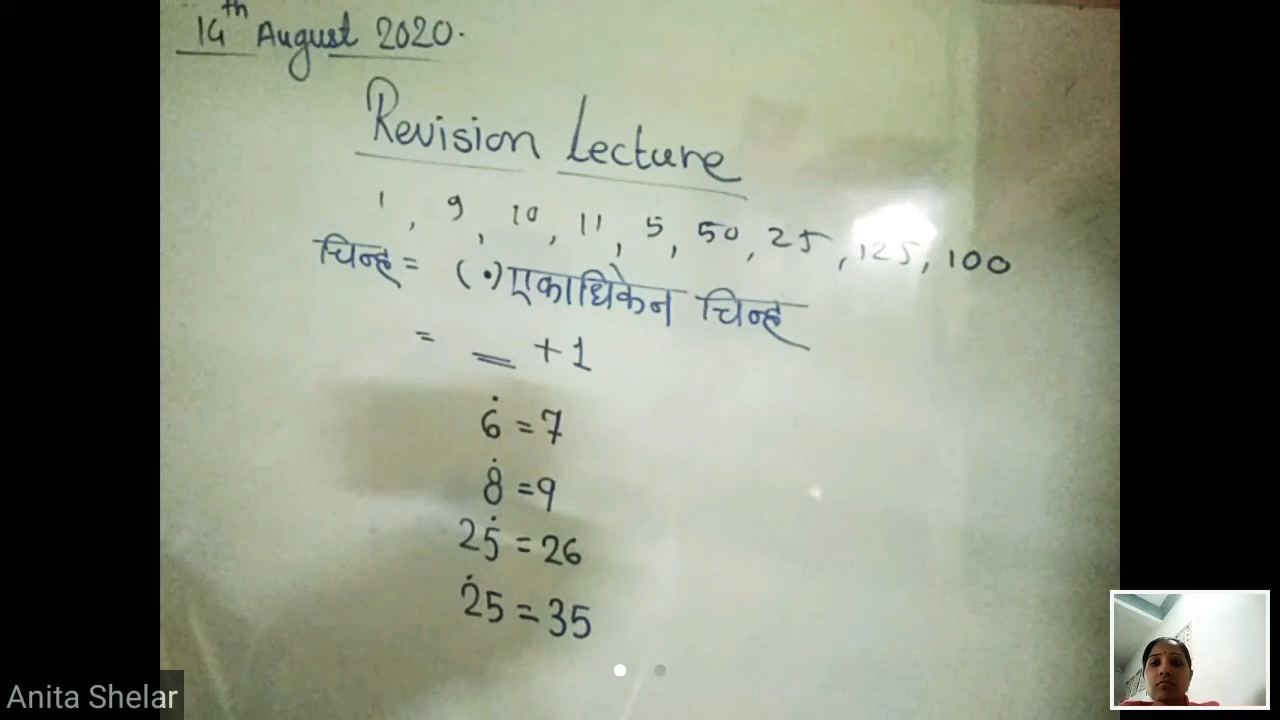 14th August 2020.
Revision Lecture
1, 9, 10, 11, 5, 50, 25, 125, 100
चिन्ह = (•) एकाधिकेन चिन्ह
= __ +1
6̇ = 7
8̇ = 9
25̇ = 26
2̇5 = 35
Anita Shelar